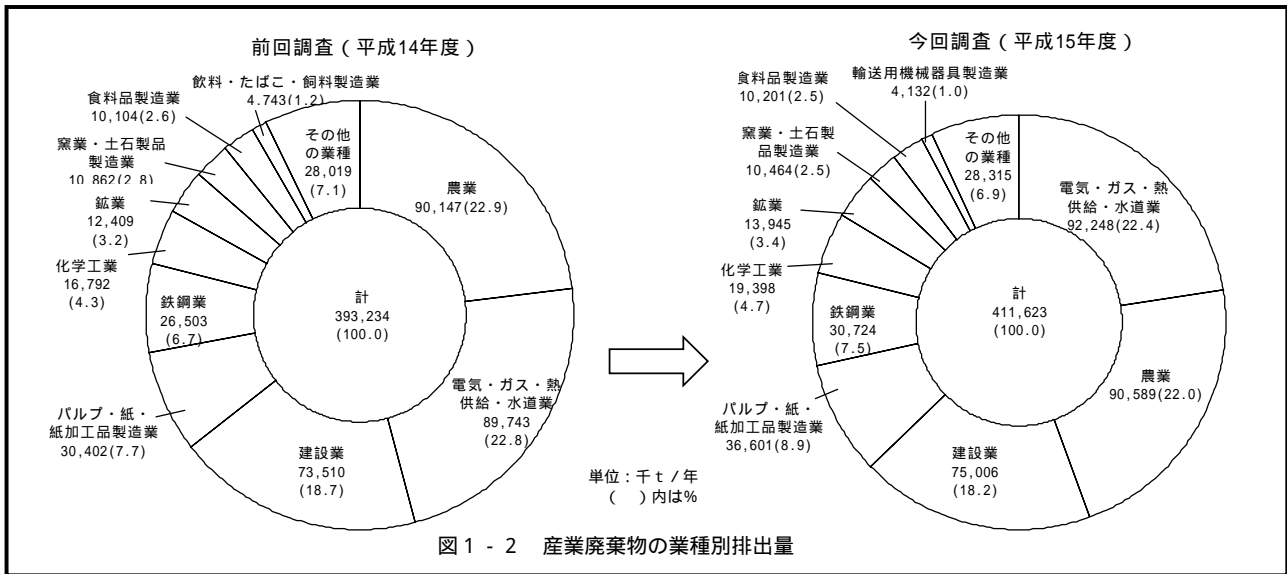 前回調査(平成14年度)
飲料・たばこ・飼料製造業
4.743(1.2)
食料品製造業
10,104(2.6)
窯業・土石製品
製造業
10,862(2.8)
鉱業
12,409
(3.2)
化学工業
16,792
(4.3)
鉄鋼業
26,503
(6.7)
パルプ・紙・
紙加工品製造業
30,402(7.7)
建設業
73,510
(18.7)
電気・ガス・熱
供給・水道業
89,743
(22.8)
農業
90,147(22.9)
その他
の業種
28,019
(7.1)
計
393,234
(100.0)
今回調査(平成15年度)
輸送用機械器具製造業
4,132(1.0)
食料品製造業
10,201(2.5)
窯業・土石製
品製造業
10,464(2.5)
鉱業
13,945
(3.4)
化学工業
19,398
(4.7)
鉄鋼業
30,724
(7.5)
パルプ・紙・
紙加工品製造業
36,601(8.9)
建設業
75,006
(18.2)
農業
90,589(22.0)
電気・ガス・熱
供給・水道業
92,248(22.4)
その他
の業種
28,315
(6.9)
計
411,623
(100.0)
単位:千t/年
( )内は%
図1-2 産業廃棄物の業種別排出量